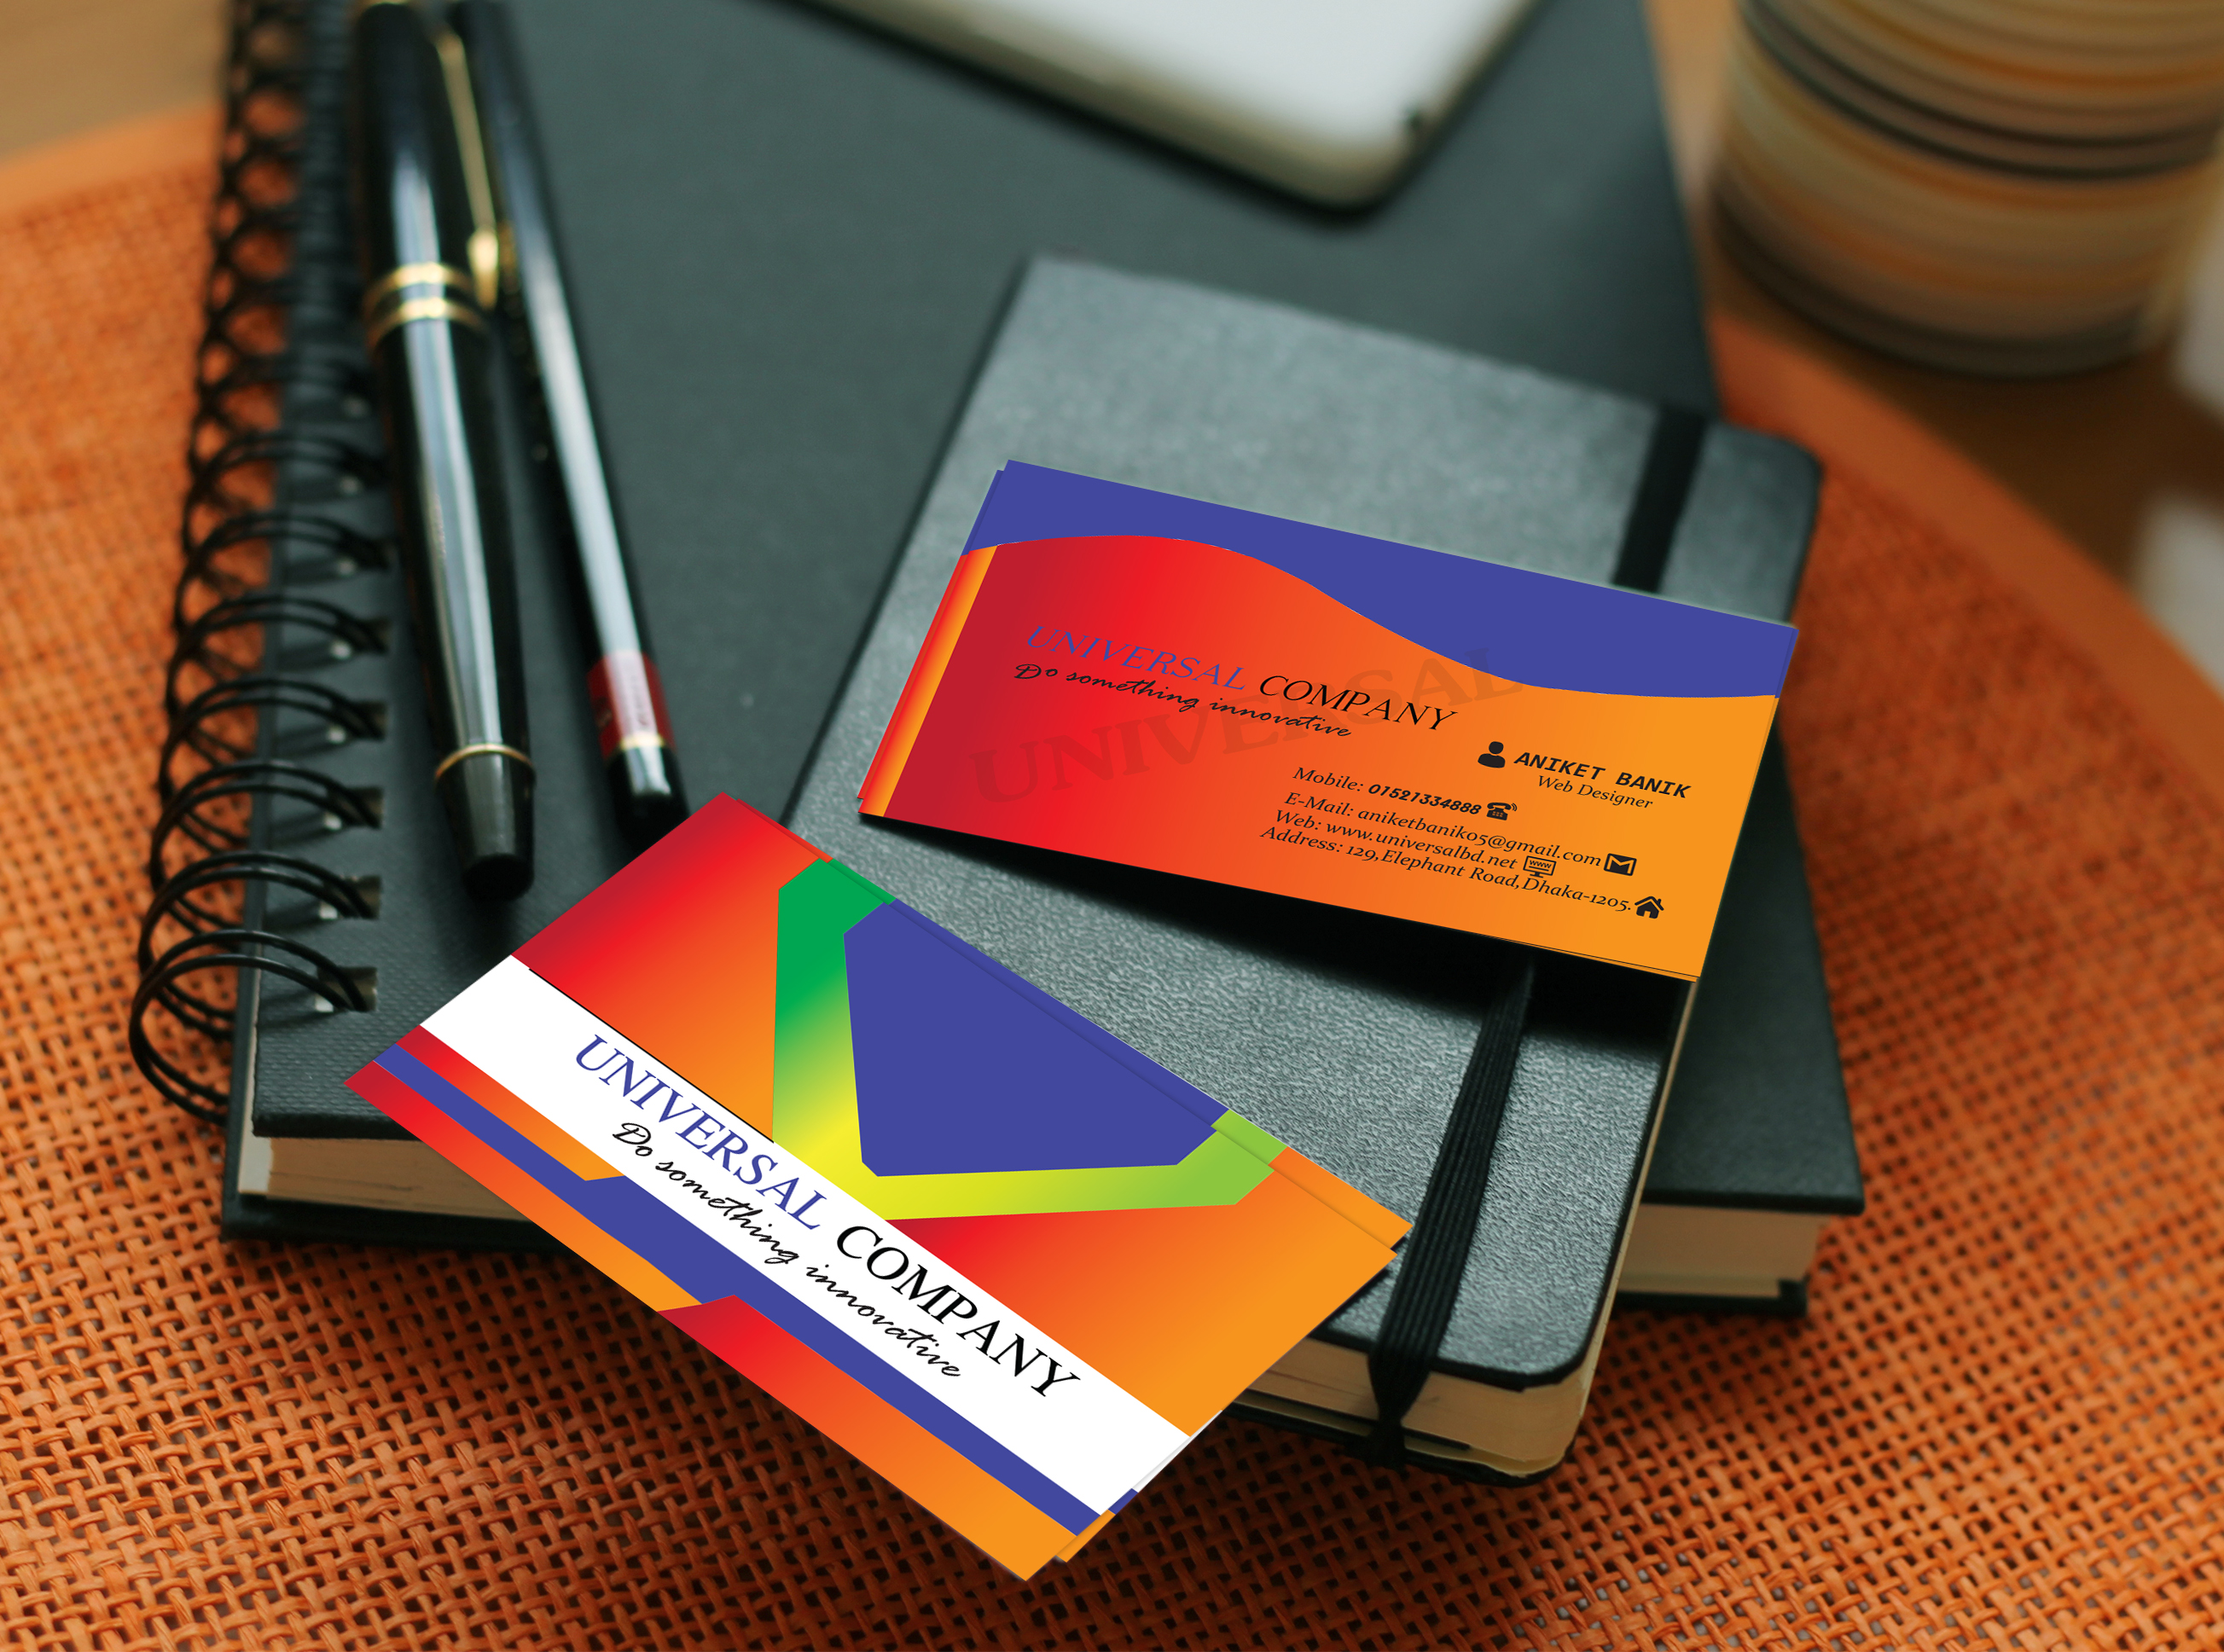 UNIVERSAL COMPANY
Do something innovative
UNIVERSAL
ANIKET BANIK
Web Designer
Mobile: 01521334888
E-Mail: aniketbanik05@gmail.com
Web: www.universalbd.net
www
Address: 129,Elephant Road,Dhaka-1205.
UNIVERSAL COMPANY
Do something innovative